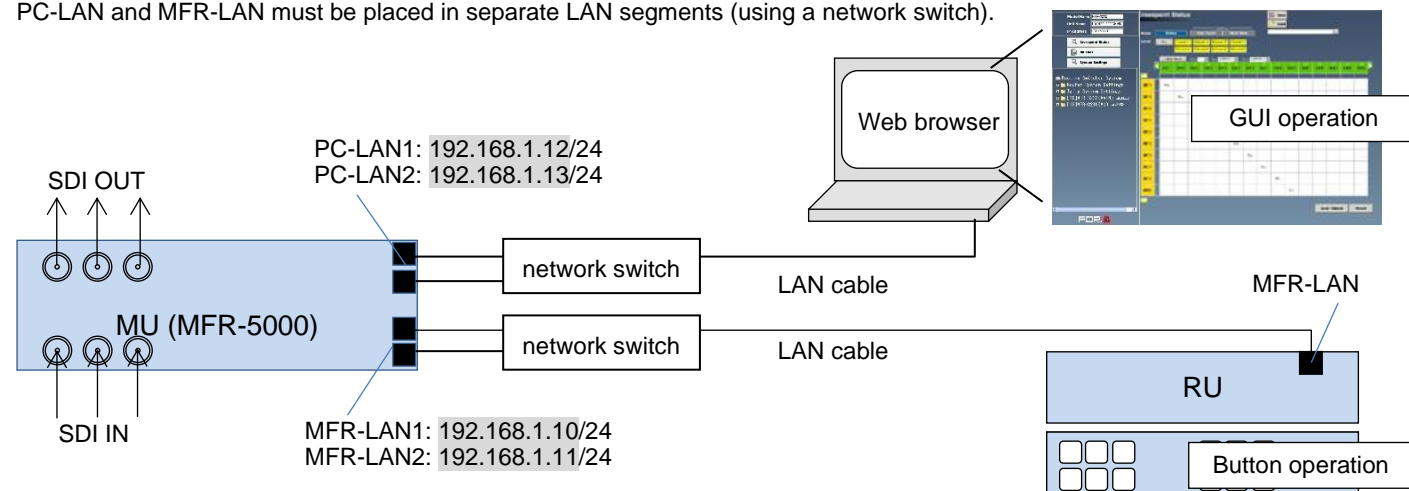 PC-LAN and MFR-LAN must be placed in separate LAN segments (using a network switch).
Web browser
GUI operation
PC-LAN1: 192.168.1.12/24
PC-LAN2: 192.168.1.13/24
SDI OUT
network switch
LAN cable
MFR-LAN
MU (MFR-5000)
network switch
LAN cable
RU
SDI IN
MFR-LAN1: 192.168.1.10/24
MFR-LAN2: 192.168.1.11/24
Button operation